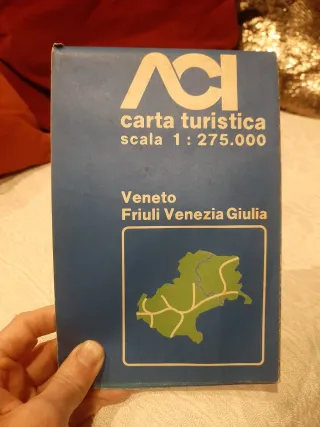 ACI
carta turistica
scala 1 : 275.000
Veneto
Friuli Venezia Giulia